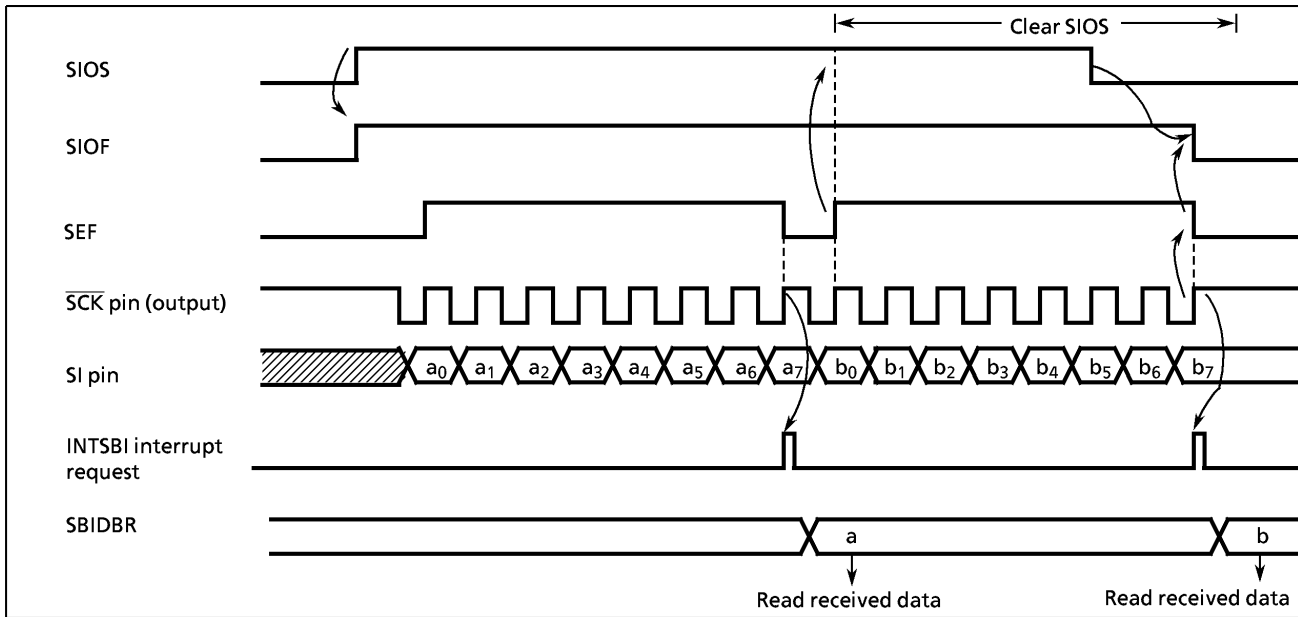 Clear SIOS
SIOS
SIOF
SEF
SCK pin (output)
SI pin
a0 a1 a2 a3 a4 a5 a6 a7 b0 b1 b2 b3 b4 b5 b6 b7
INTSBI interrupt
request
SBIDBR
a b
Read received data Read received data